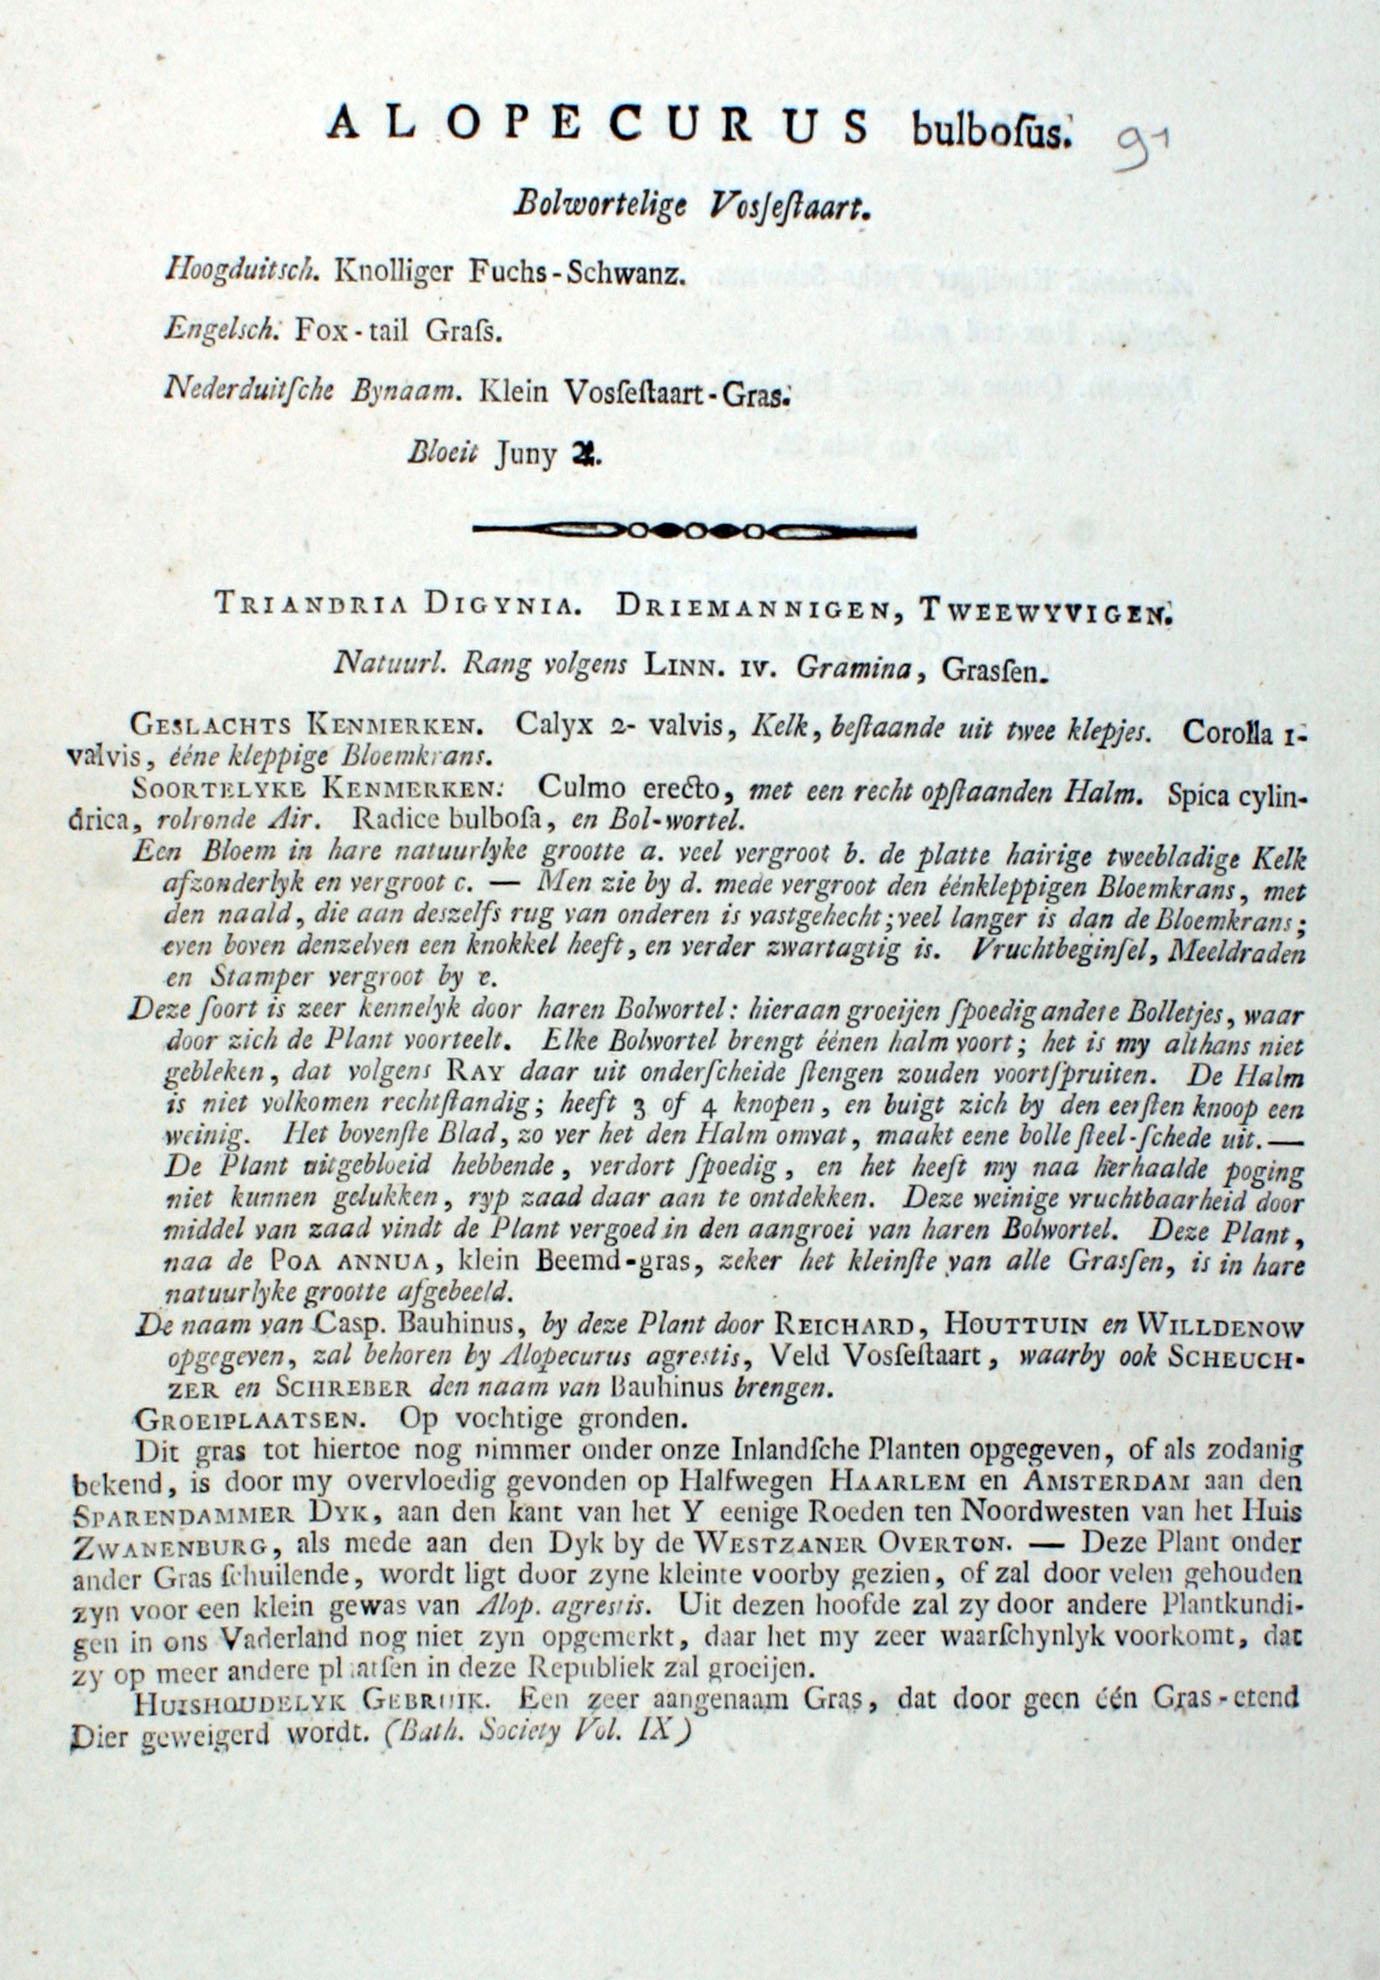 ALOPECURUS bulboſus. 91
Bolwortelige Vosſeſtaart.
Hoogduitsch. Knolliger Fuchs-Schwanz.
Engelsch. Fox-tail Graſs.
Nederduitſche Bynaam. Klein Vosſeſtaart-Gras.
Bloeit Juny ♃.
TRIANDRIA DIGYNIA. DRIEMANNIGEN, TWEEWYVIGEN.
Natuurl. Rang volgens LINN. IV. Gramina, Grasſen.
GESLACHTS KENMERKEN. Calyx 2-valvis, Kelk, beſtaande uit twee klepjes. Corolla 1-
valvis, ééne kleppige Bloemkrans.
SOORTELYKE KENMERKEN. Culmo erecto, met een recht opſtaanden Halm. Spica cylin-
drica, rolronde Air. Radice bulboſa, en Bol-wortel.
Een Bloem in hare natuurlyke grootte a. veel vergroot b. de platte hairige tweebladige Kelk
afzonderlyk en vergroot c. — Men zie by d. mede vergroot den éénkleppigen Bloemkrans, met
den naald, die aan deszelfs rug van onderen is vastgehecht; veel langer is dan de Bloemkrans;
even boven denzelven een knokkel heeft, en verder zwartagtig is. Vruchtbeginſel, Meeldraden
en Stamper vergroot by e.
Deze ſoort is zeer kennelyk door haren Bolwortel: hieraan groeijen ſpoedig andere Bolletjes, waar
door zich de Plant voorteelt. Elke Bolwortel brengt éénen halm voort; het is my althans niet
gebleken, dat volgens RAY daar uit onderſcheide ſtengen zouden voortſpruiten. De Halm
is niet volkomen rechtſtandig; heeft 3 of 4 knopen, en buigt zich by den eerſten knoop een
weinig. Het bovenſte Blad, zo ver het den Halm omvat, maakt eene bolle ſteel-ſchede uit. —
De Plant uitgebloeid hebbende, verdort ſpoedig, en het heeft my naa herhaalde poging
niet kunnen gelukken, ryp zaad daar aan te ontdekken. Deze weinige vruchtbaarheid door
middel van zaad vindt de Plant vergoed in den aangroei van haren Bolwortel. Deze Plant,
naa de POA ANNUA, klein Beemd-gras, zeker het kleinſte van alle Grasſen, is in hare
natuurlyke grootte afgebeeld.
De naam van Casp. Bauhinus, by deze Plant door REICHARD, HOUTTUIN en WILLDENOW
opgegeven, zal behoren by Alopecurus agrestis, Veld Vosſeſtaart, waarby ook SCHEUCH-
ZER en SCHREBER den naam van Bauhinus brengen.
GROEIPLAATSEN. Op vochtige gronden.
Dit gras tot hiertoe nog nimmer onder onze Inlandſche Planten opgegeven, of als zodanig
bekend, is door my overvloedig gevonden op Halfwegen HAARLEM en AMSTERDAM aan den
SPARENDAMMER DYK, aan den kant van het Y eenige Roeden ten Noordwesten van het Huis
ZWANENBURG, als mede aan den Dyk by de WESTZANER OVERTON. — Deze Plant onder
ander Gras ſchuilende, wordt ligt door zyne kleinte voorby gezien, of zal door velen gehouden
zyn voor een klein gewas van Alop. agrestis. Uit dezen hoofde zal zy door andere Plantkundi-
gen in ons Vaderland nog niet zyn opgemerkt, daar het my zeer waarſchynlyk voorkomt, dat
zy op meer andere plaatſen in deze Republiek zal groeijen.
HUISHOUDELYK GEBRUIK. Een zeer aangenaam Gras, dat door geen één Gras-etend
Dier geweigerd wordt. (Bath. Society Vol. IX)